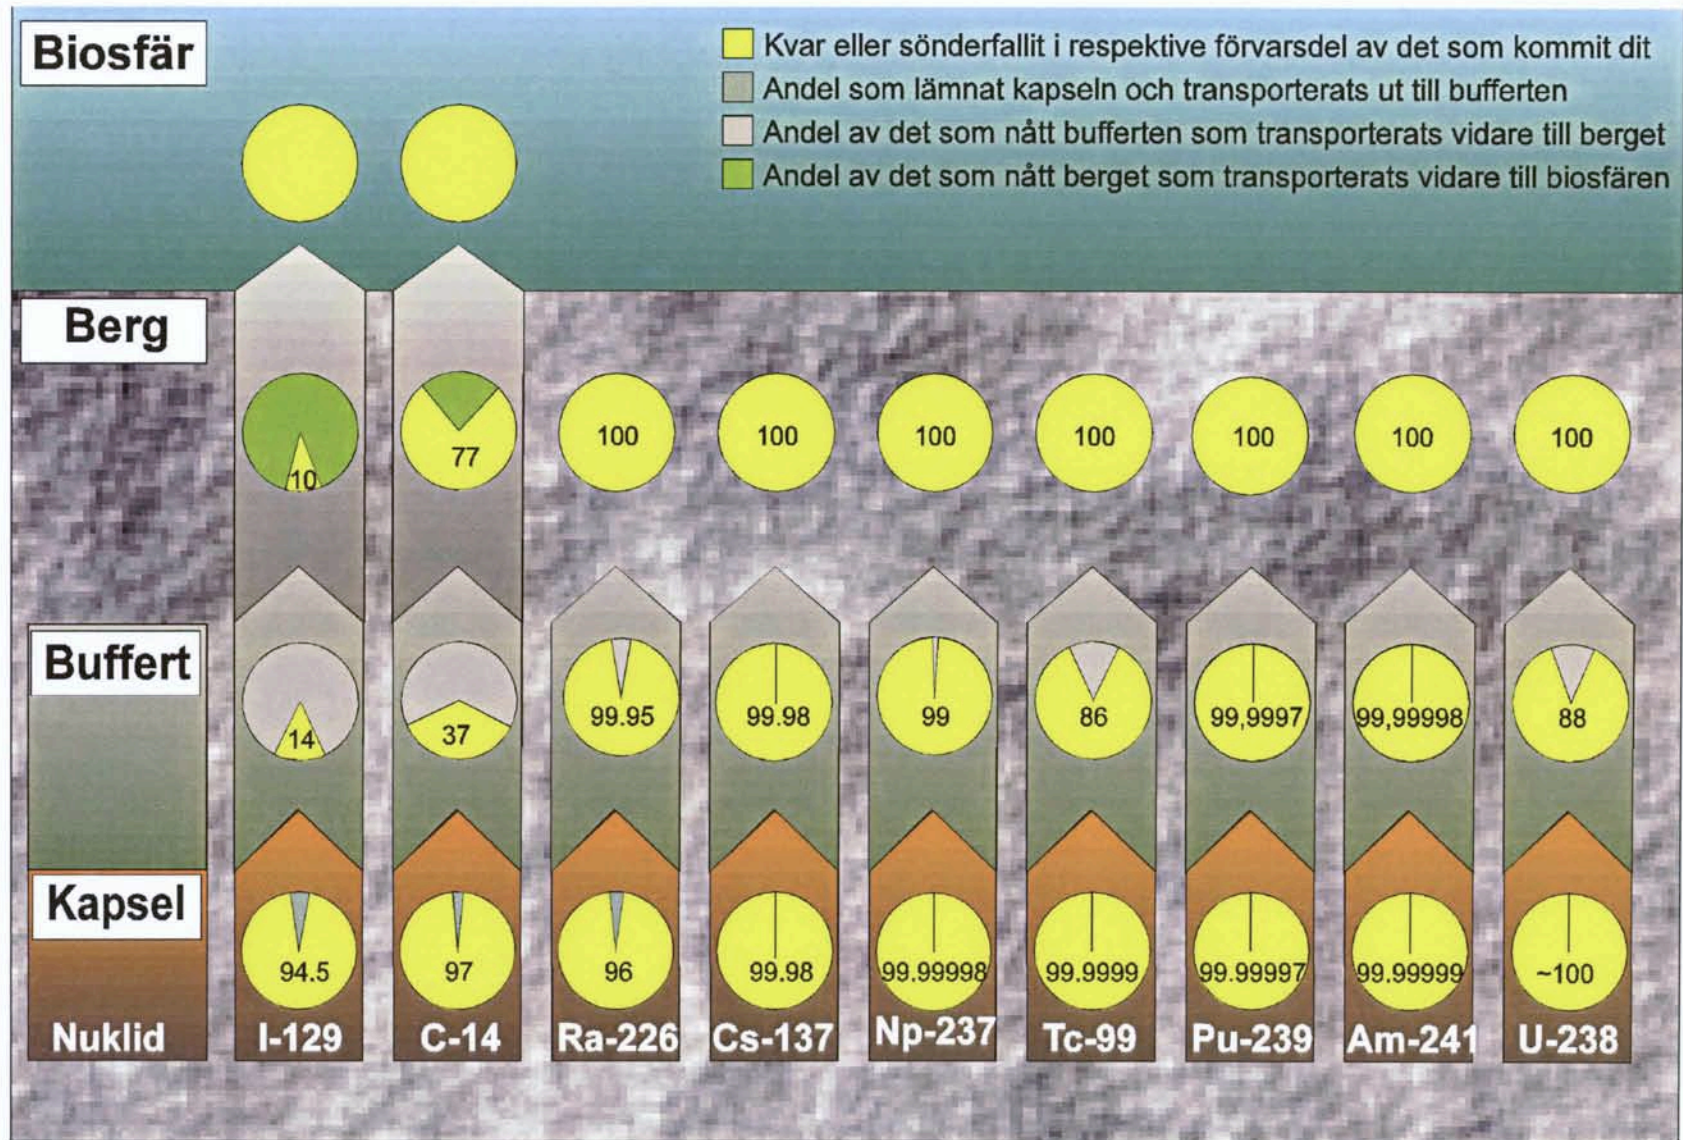 Biosfär
Kvar eller sönderfallit i respektive förvarsdel av det som kommit dit
Andel som lämnat kapseln och transporterats ut till bufferten
Andel av det som nått bufferten som transporterats vidare till berget
Andel av det som nått berget som transporterats vidare till biosfären
Berg
10 77 100 100 100 100 100 100 100
Buffert
14 37 99.95 99.98 99 86 99,9997 99,99998 88
Kapsel
94.5 97 96 99.98 99.99998 99.9999 99.99997 99.99999 ~100
Nuklid I-129 C-14 Ra-226 Cs-137 Np-237 Tc-99 Pu-239 Am-241 U-238